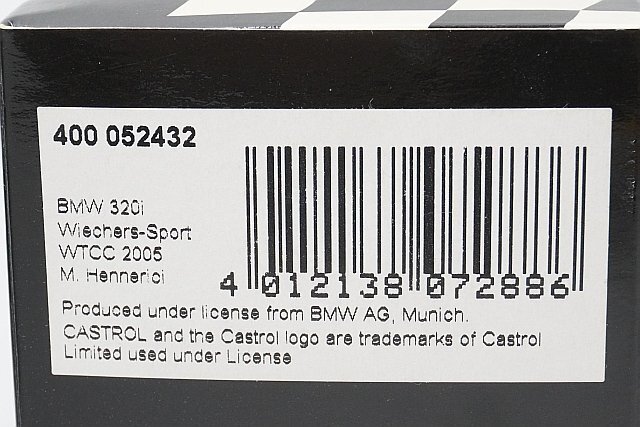 400 052432
BMW 320i
Wiechers-Sport
WTCC 2005
M. Hennerici
4 012138 072886
Produced under license from BMW AG, Munich.
CASTROL and the Castrol logo are trademarks of Castrol
Limited used under License